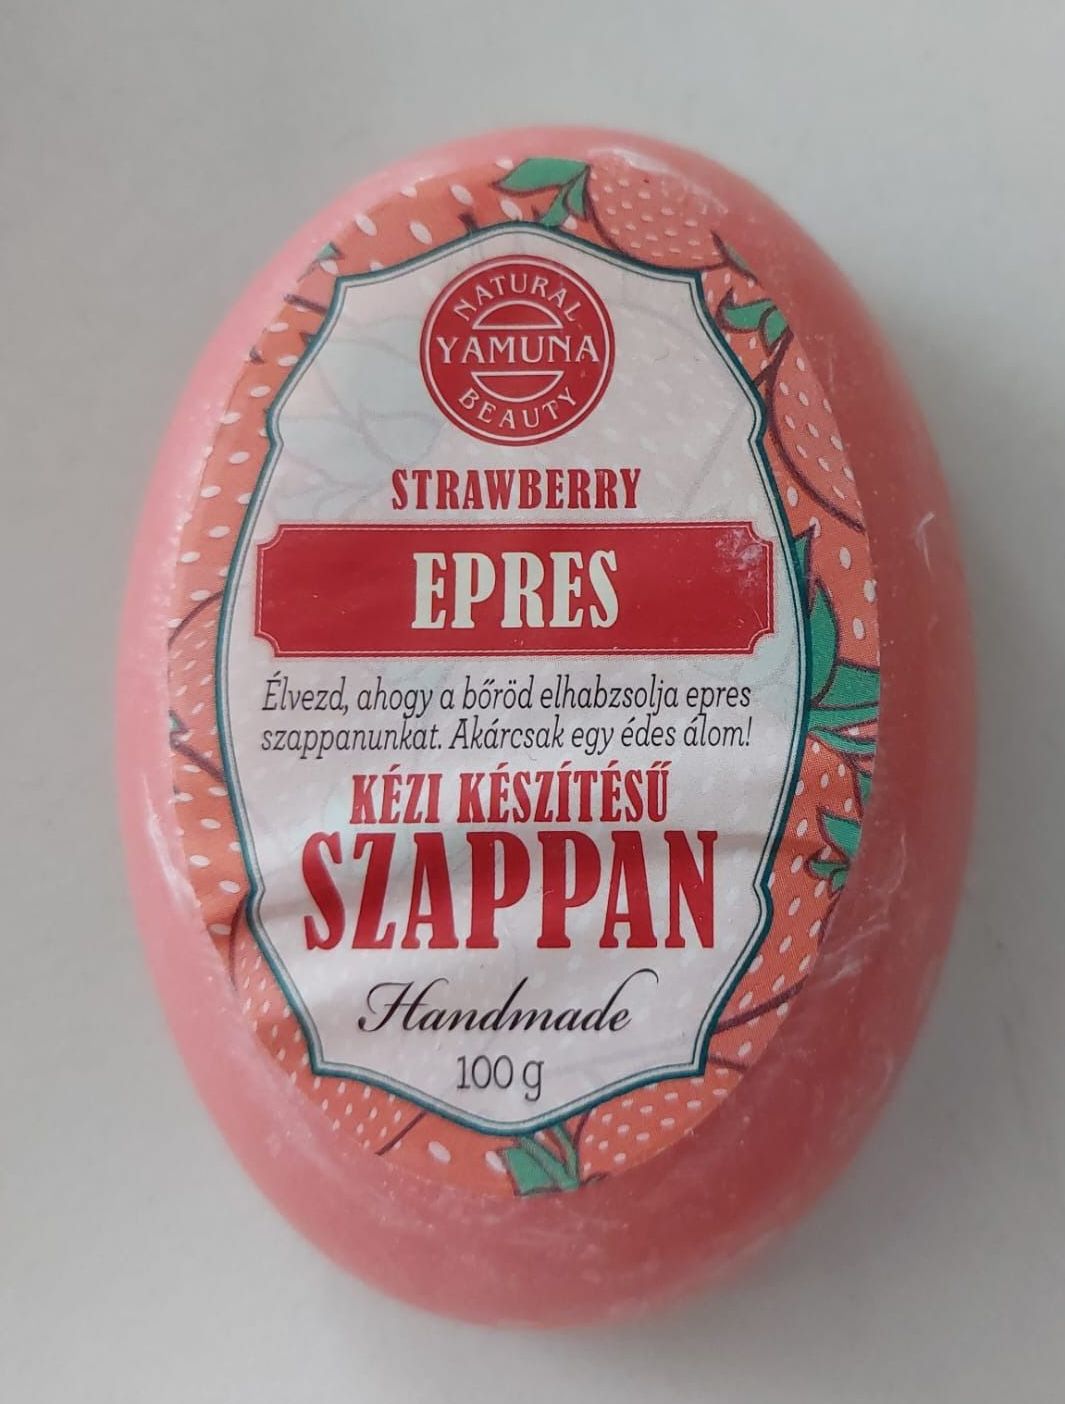 NATURAL
YAMUNA
BEAUTY
STRAWBERRY
EPRES
Élvezd, ahogy a bőröd elhabzsolja epres
szappanunkat. Akárcsak egy édes álom!
KÉZI KÉSZÍTÉSŰ
SZAPPAN
Handmade
100 g